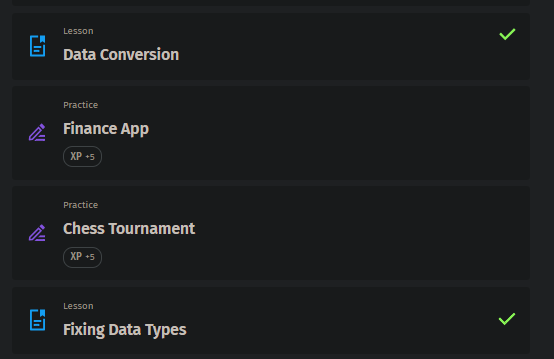 Lesson
Data Conversion
Practice
Finance App
XP +5
Practice
Chess Tournament
XP +5
Lesson
Fixing Data Types